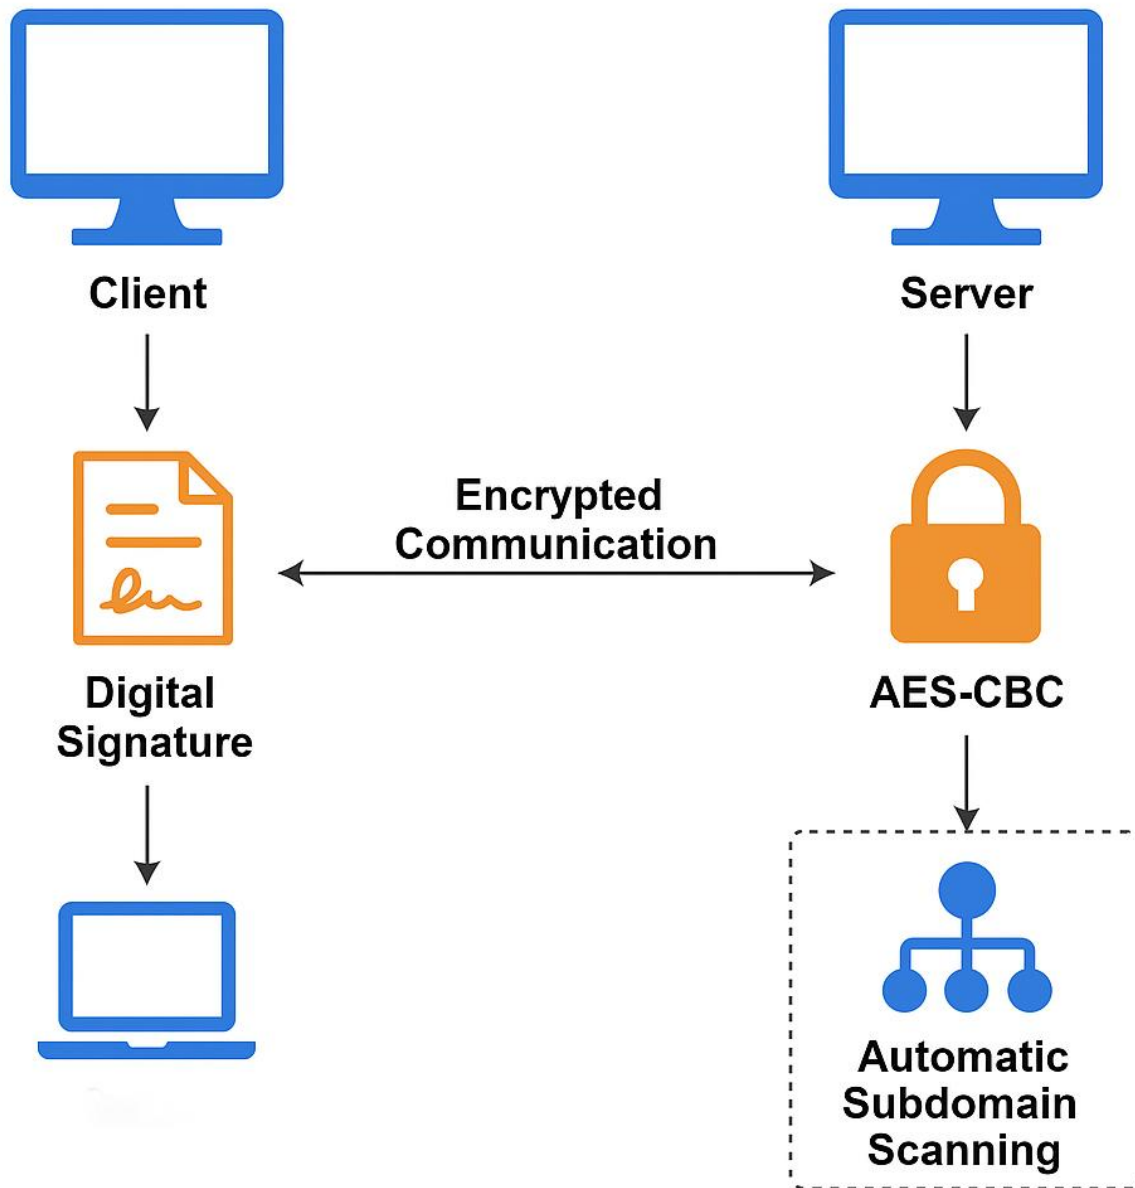 Client
Server
Encrypted
Communication
Digital
Signature
AES-CBC
Automatic
Subdomain
Scanning